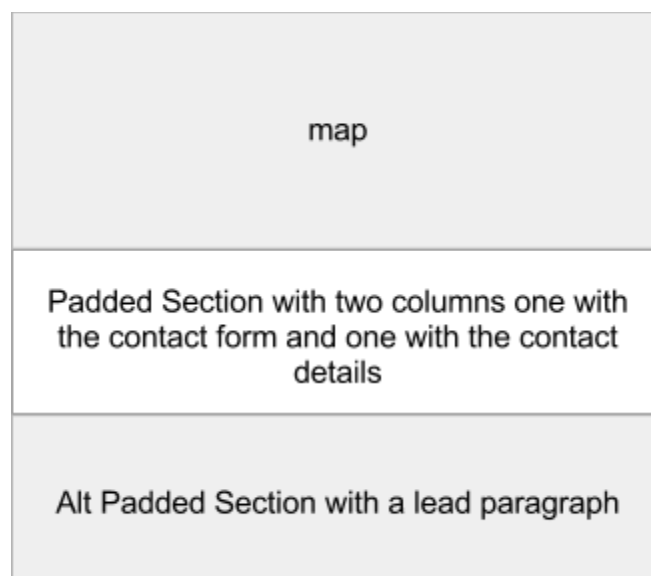 map
Padded Section with two columns one with
the contact form and one with the contact
details
Alt Padded Section with a lead paragraph